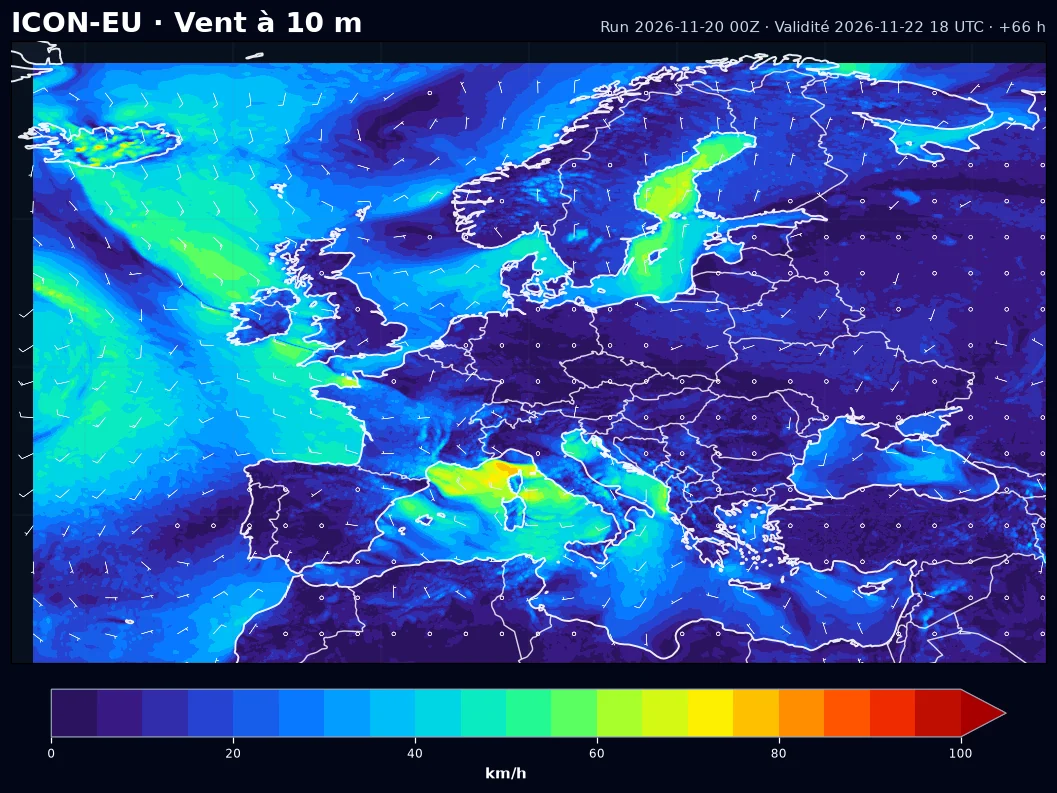 ICON-EU · Vent à 10 m
Run 2026-11-20 00Z · Validité 2026-11-22 18 UTC · +66 h
0 20 40 60 80 100
km/h